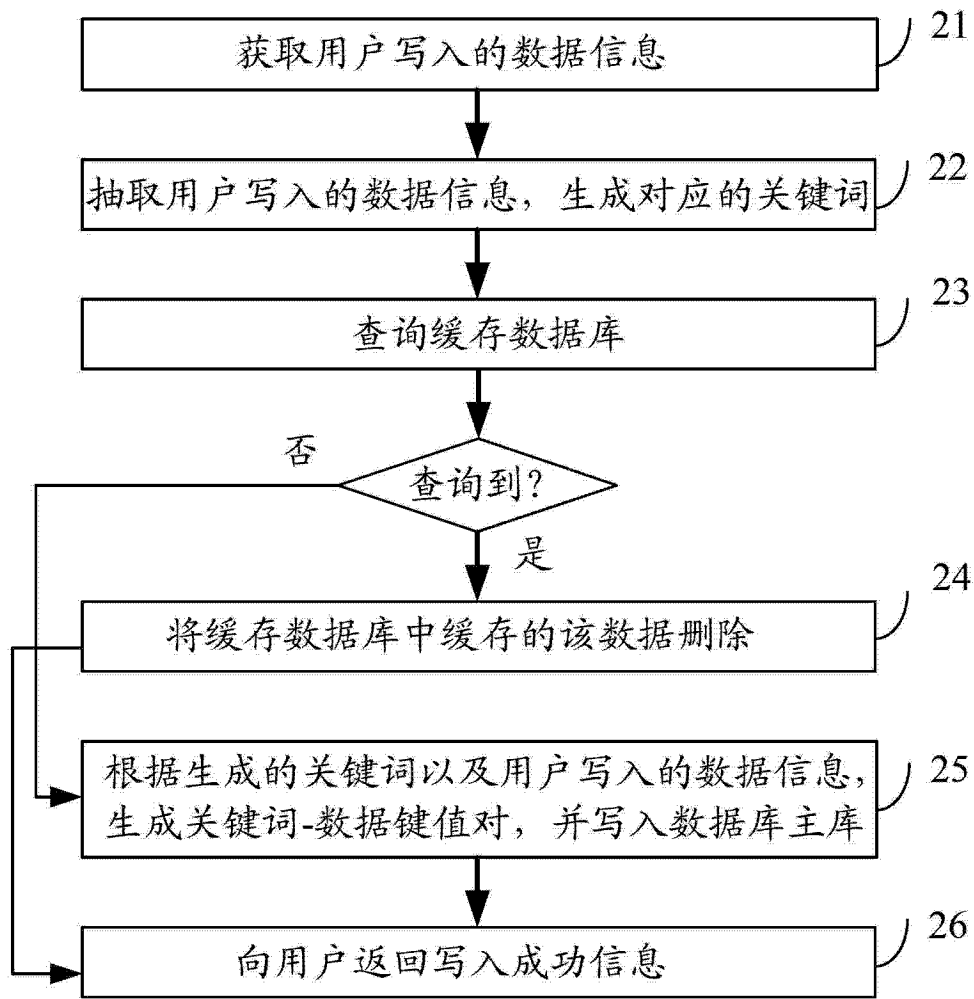 获取用户写入的数据信息
21
抽取用户写入的数据信息，生成对应的关键词
22
查询缓存数据库
23
查询到？
否
是
将缓存数据库中缓存的该数据删除
24
根据生成的关键词以及用户写入的数据信息，
生成关键词-数据键值对，并写入数据库主库
25
向用户返回写入成功信息
26